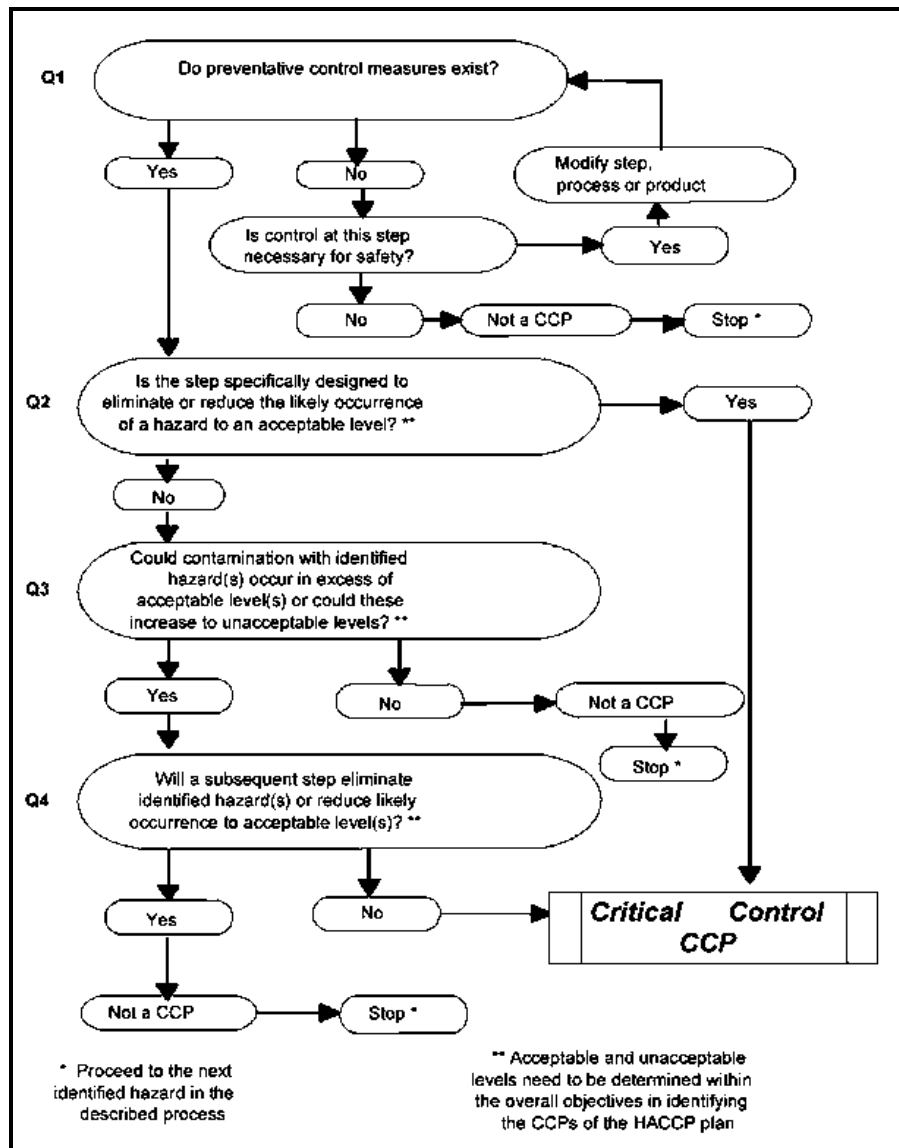 Q1
Do preventative control measures exist?
Yes
No
Modify step,
process or product
Is control at this step
necessary for safety?
Yes
No
Not a CCP
Stop *
Q2
Is the step specifically designed to
eliminate or reduce the likely occurrence
of a hazard to an acceptable level? **
Yes
No
Q3
Could contamination with identified
hazard(s) occur in excess of
acceptable level(s) or could these
increase to unacceptable levels? **
Yes
No
Not a CCP
Stop *
Q4
Will a subsequent step eliminate
identified hazard(s) or reduce likely
occurrence to acceptable level(s)? **
Yes
No
Critical Control
CCP
Not a CCP
Stop *
* Proceed to the next
identified hazard in the
described process
** Acceptable and unacceptable
levels need to be determined within
the overall objectives in identifying
the CCPs of the HACCP plan